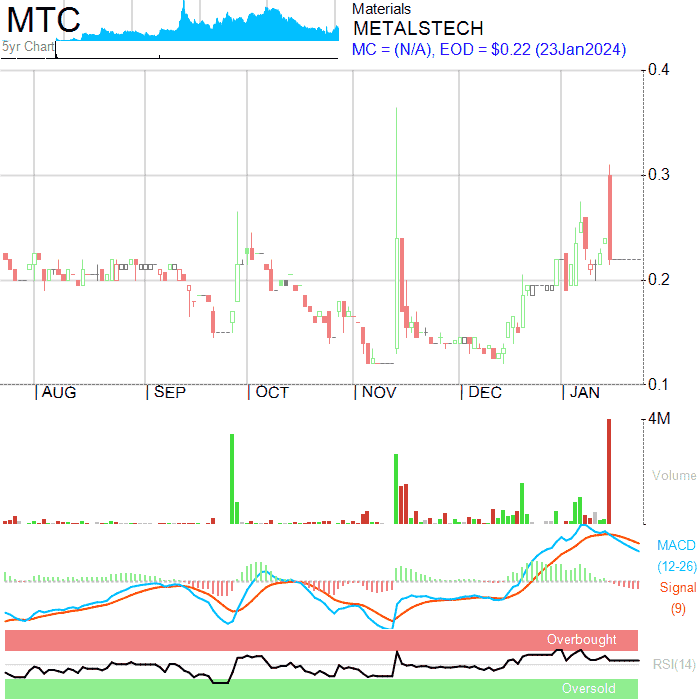 MTC
5yr Chart
Materials
METALSTECH
MC = (N/A), EOD = $0.22 (23Jan2024)
0.4
0.3
0.2
0.1
AUG SEP OCT NOV DEC JAN
4M
Volume
MACD
(12-26)
Signal
(9)
Overbought
RSI(14)
Oversold